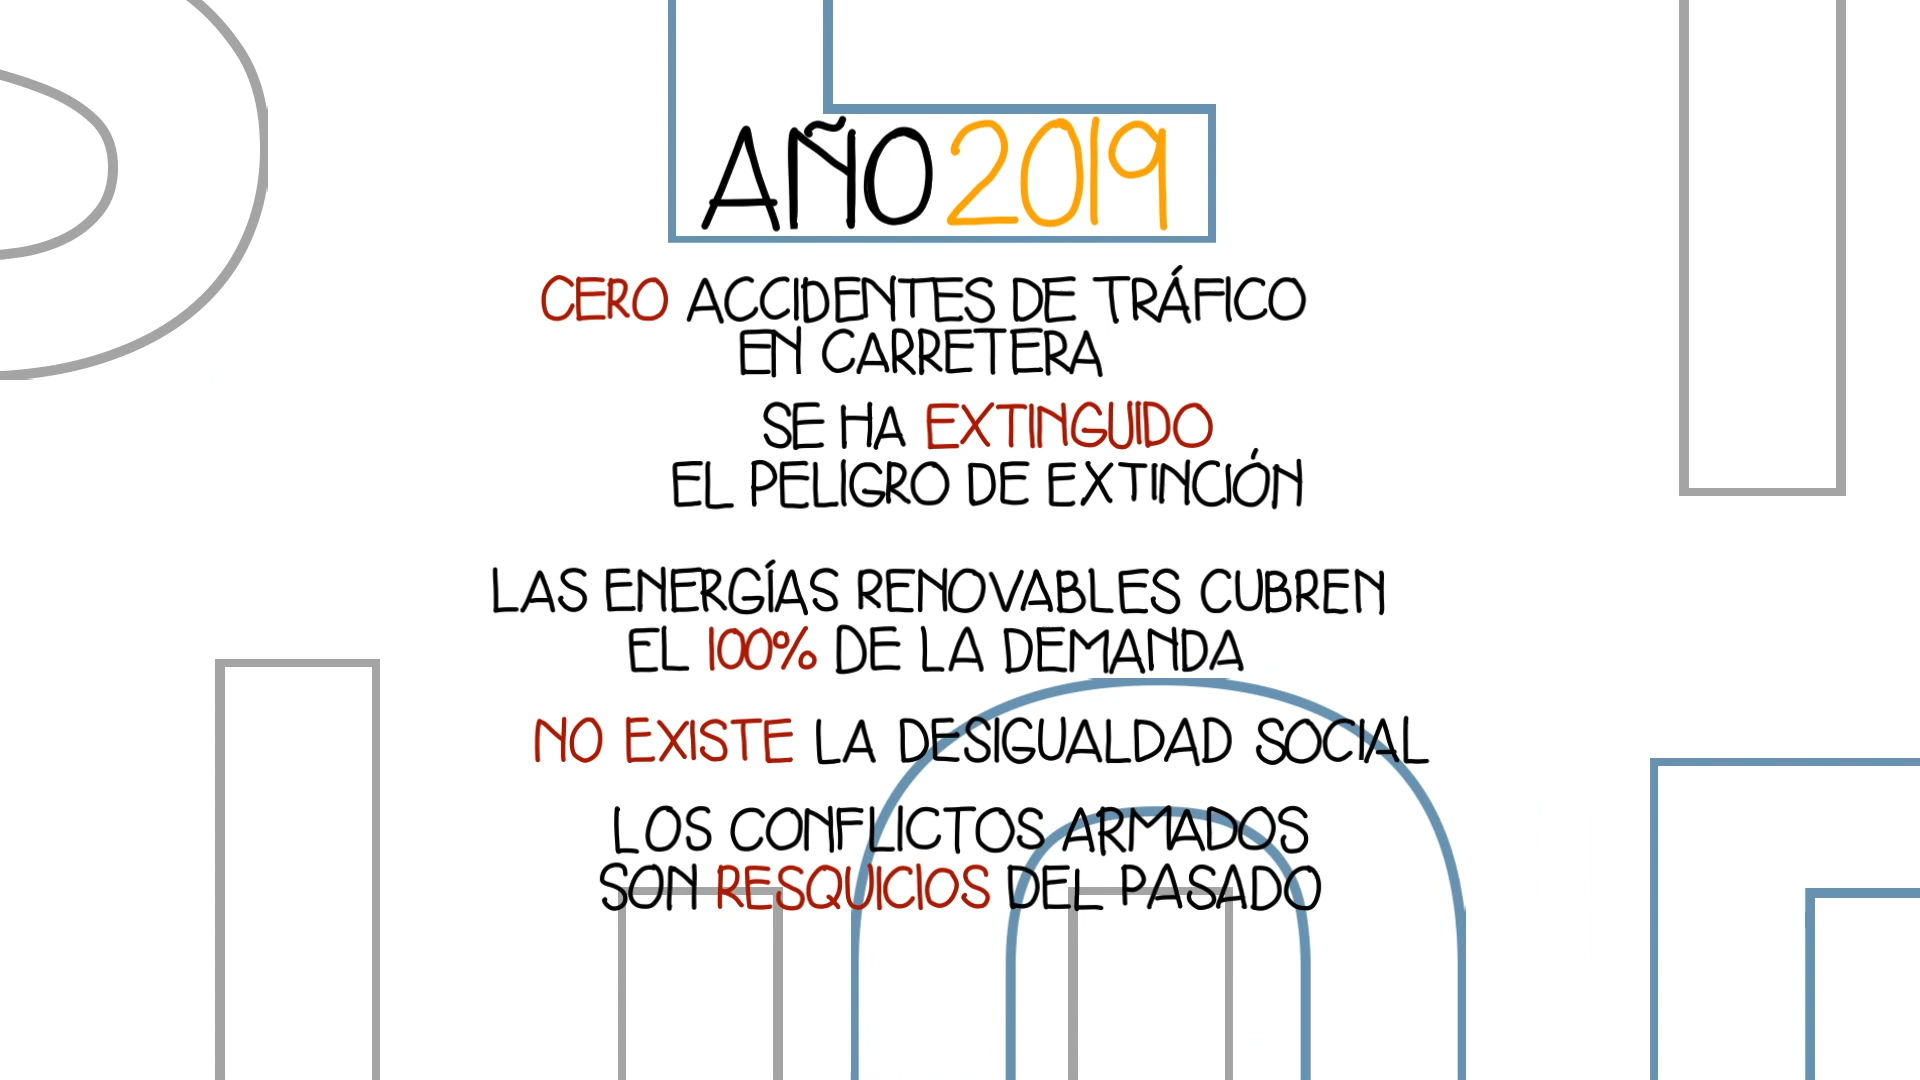 AÑO 2019
CERO ACCIDENTES DE TRÁFICO
EN CARRETERA
SE HA EXTINGUIDO
EL PELIGRO DE EXTINCIÓN
LAS ENERGÍAS RENOVABLES CUBREN
EL 100% DE LA DEMANDA
NO EXISTE LA DESIGUALDAD SOCIAL
LOS CONFLICTOS ARMADOS
SON RESQUICIOS DEL PASADO